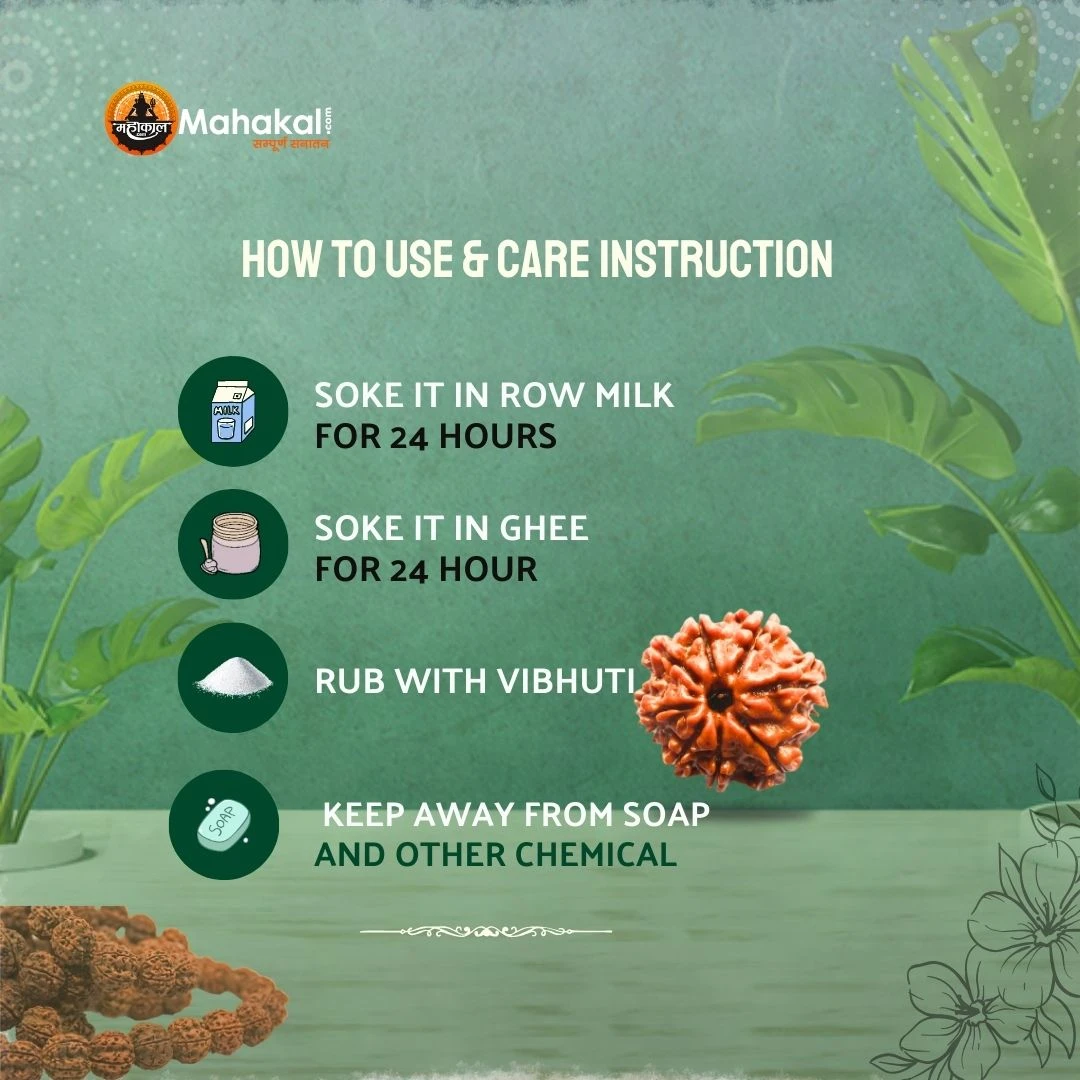 महाकाल
.com
Mahakal.com
सम्पूर्ण सनातन
HOW TO USE & CARE INSTRUCTION
MILK
SOKE IT IN ROW MILK
FOR 24 HOURS
SOKE IT IN GHEE
FOR 24 HOUR
RUB WITH VIBHUTI
SOAP
KEEP AWAY FROM SOAP
AND OTHER CHEMICAL